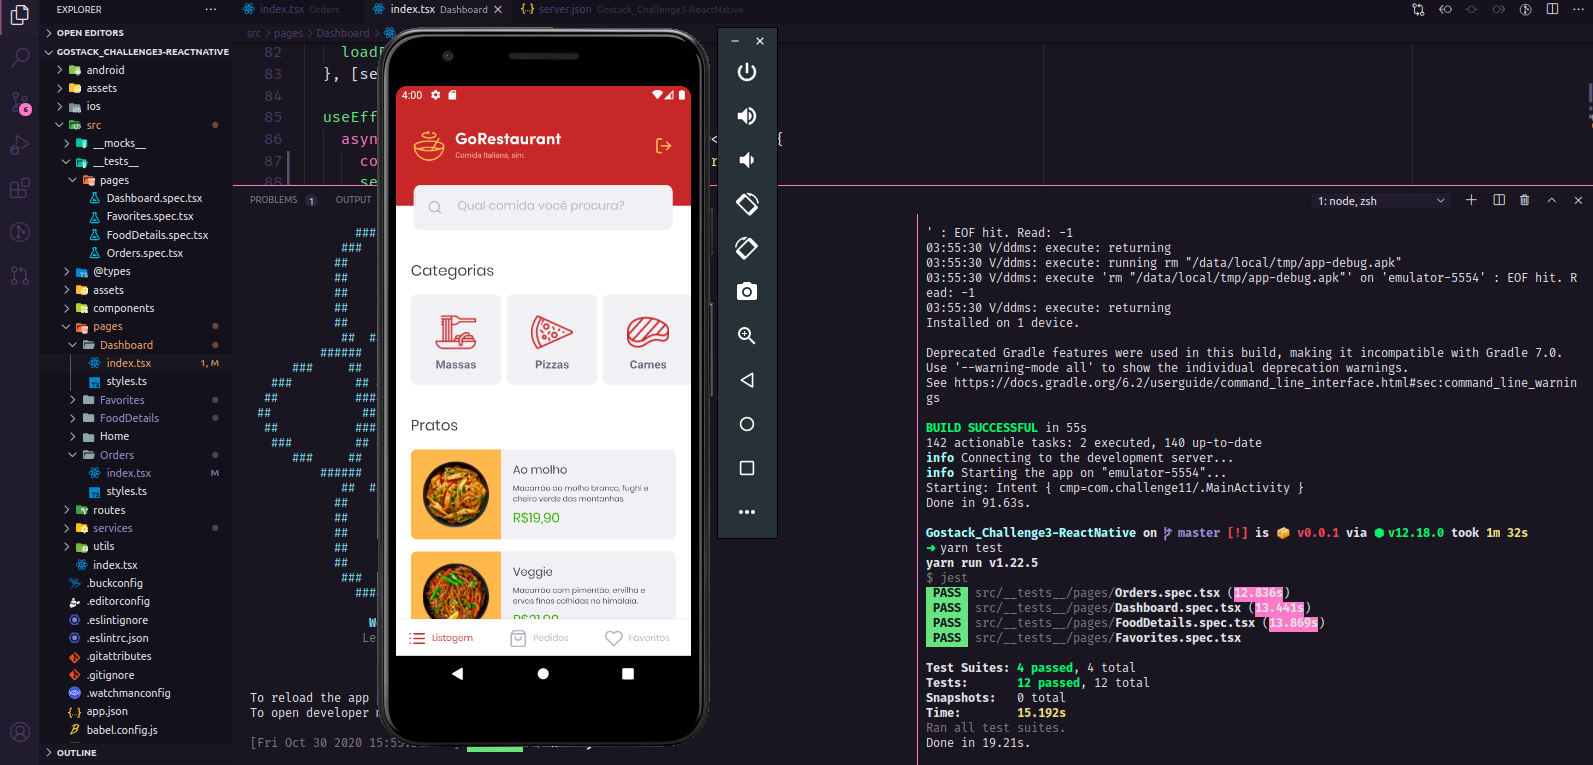 EXPLORER
OPEN EDITORS
GOSTACK_CHALLENGE3-REACTNATIVE
android
assets
ios
src
__mocks__
__tests__
pages
Dashboard.spec.tsx
Favorites.spec.tsx
FoodDetails.spec.tsx
Orders.spec.tsx
@types
assets
components
pages
Dashboard
index.tsx 1, M
styles.ts
Favorites
FoodDetails
Home
Orders
index.tsx M
styles.ts
routes
services
utils
index.tsx
.buckconfig
.editorconfig
.eslintignore
.eslintrc.json
.gitattributes
.gitignore
.watchmanconfig
app.json
babel.config.js
OUTLINE
6
index.tsx Orders
index.tsx Dashboard
server.json Gostack_Challenge3-ReactNative
src > pages > Dashboard >
82 loadF
83 }, [se
84
85 useEff
86 asyn < {
87 co r
88 se
PROBLEMS 1 OUTPUT
1: node, zsh
4:00
GoRestaurant
Comida Italiana, sim.
Qual comida você procura?
Categorias
Massas
Pizzas
Carnes
Pratos
Ao molho
Macarrão ao molho branco, fughi e
cheiro verde das montanhas.
R$19,90
Veggie
Macarrão com pimentão, ervilha e
ervas finas colhidas no himalaia.
R$21,90
Listagem
Pedidos
Favoritos
To reload the app
To open developer m
[Fri Oct 30 2020 15:55:
' : EOF hit. Read: -1
03:55:30 V/ddms: execute: returning
03:55:30 V/ddms: execute: running rm "/data/local/tmp/app-debug.apk"
03:55:30 V/ddms: execute 'rm "/data/local/tmp/app-debug.apk"' on 'emulator-5554' : EOF hit. R
ead: -1
03:55:30 V/ddms: execute: returning
Installed on 1 device.
Deprecated Gradle features were used in this build, making it incompatible with Gradle 7.0.
Use '--warning-mode all' to show the individual deprecation warnings.
See https://docs.gradle.org/6.2/userguide/command_line_interface.html#sec:command_line_warnin
gs
BUILD SUCCESSFUL in 55s
142 actionable tasks: 2 executed, 140 up-to-date
info Connecting to the development server...
info Starting the app on "emulator-5554"...
Starting: Intent { cmp=com.challenge11/.MainActivity }
Done in 91.63s.
Gostack_Challenge3-ReactNative on master [!] is v0.0.1 via v12.18.0 took 1m 32s
➜ yarn test
yarn run v1.22.5
$ jest
PASS src/__tests__/pages/Orders.spec.tsx (12.836s)
PASS src/__tests__/pages/Dashboard.spec.tsx (13.441s)
PASS src/__tests__/pages/FoodDetails.spec.tsx (13.869s)
PASS src/__tests__/pages/Favorites.spec.tsx
Test Suites: 4 passed, 4 total
Tests: 12 passed, 12 total
Snapshots: 0 total
Time: 15.192s
Ran all test suites.
Done in 19.21s.